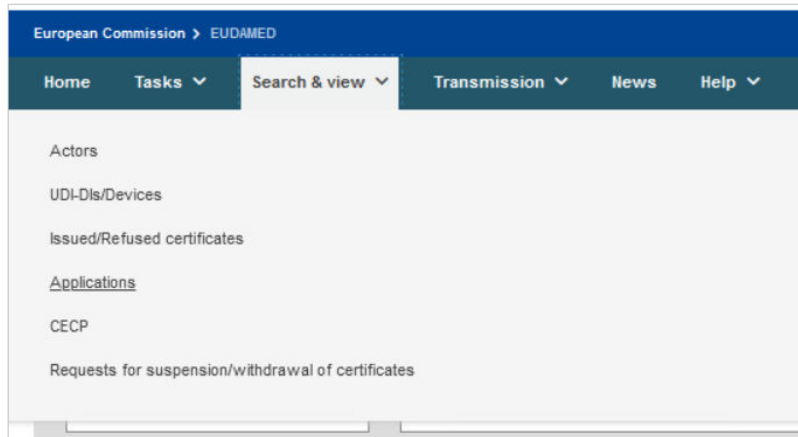 European Commission > EUDAMED
Home Tasks Search & view Transmission News Help
Actors
UDI-DIs/Devices
Issued/Refused certificates
Applications
CECP
Requests for suspension/withdrawal of certificates